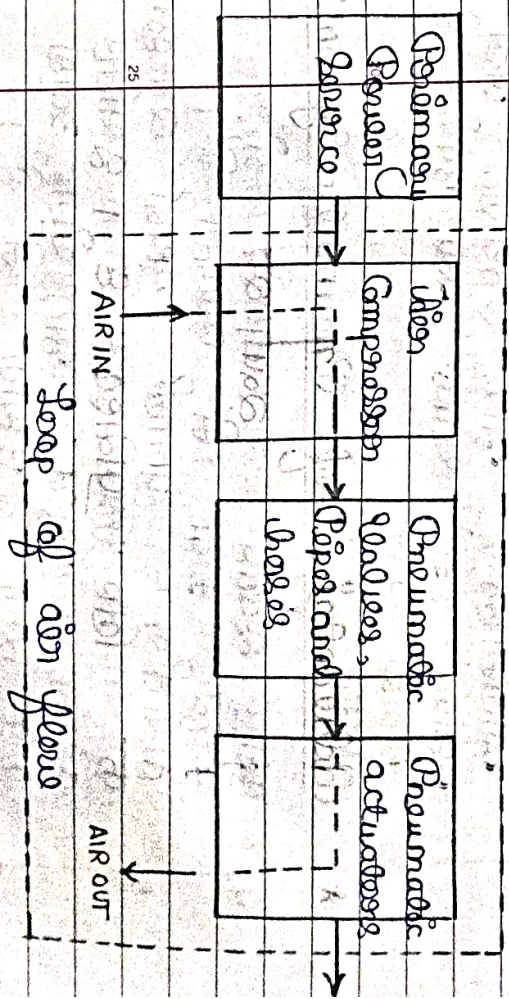 Primary
Power
Source
Air
Compressor
Pneumatic
Valves,
Pipes and
hoses
Pneumatic
actuators
AIR IN
AIR OUT
Loop of air flow
25